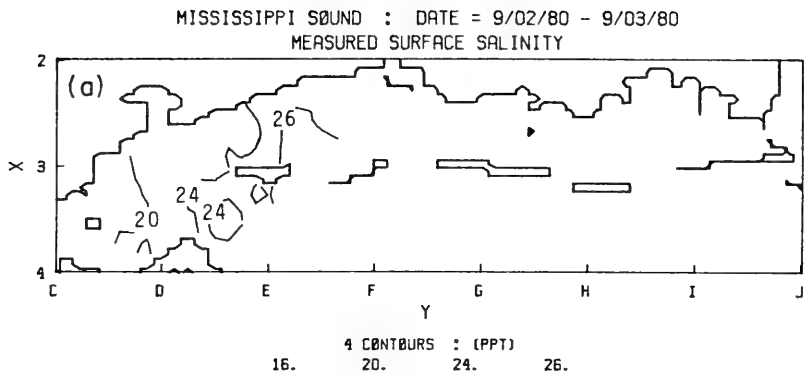 MISSISSIPPI SØUND : DATE = 9/02/80 - 9/03/80
MEASURED SURFACE SALINITY
(a)
2
3
4
X
26
24
24
20
C D E F G H I J
Y
4 CØNTØURS : (PPT)
16. 20. 24. 26.